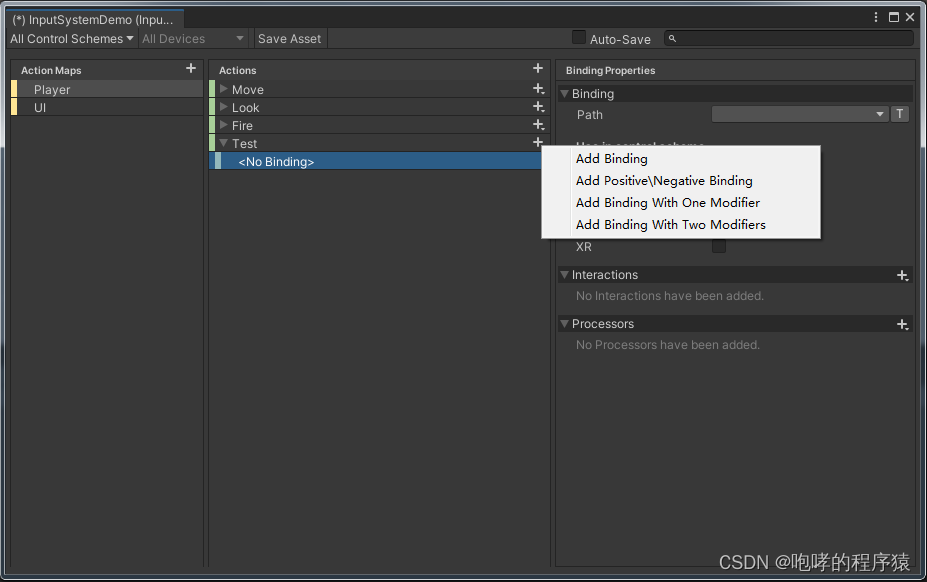 (*) InputSystemDemo (Inpu...
All Control Schemes All Devices Save Asset Auto-Save
Action Maps
Player
UI
Actions
Move
Look
Fire
Test
<No Binding>
Add Binding
Add Positive\Negative Binding
Add Binding With One Modifier
Add Binding With Two Modifiers
Binding Properties
Binding
Path T
XR
Interactions
No Interactions have been added.
Processors
No Processors have been added.
CSDN @咆哮的程序猿